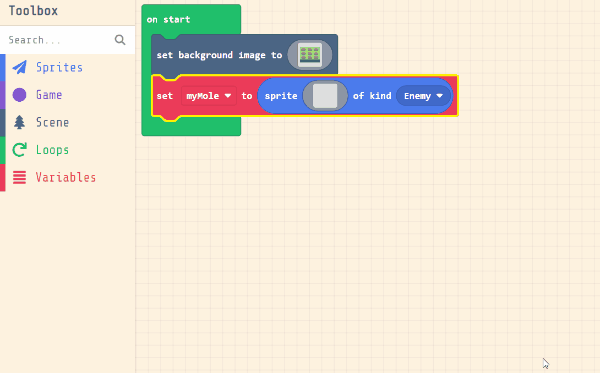 Toolbox
Search...
Sprites
Game
Scene
Loops
Variables
on start
set background image to
set myMole to sprite of kind Enemy